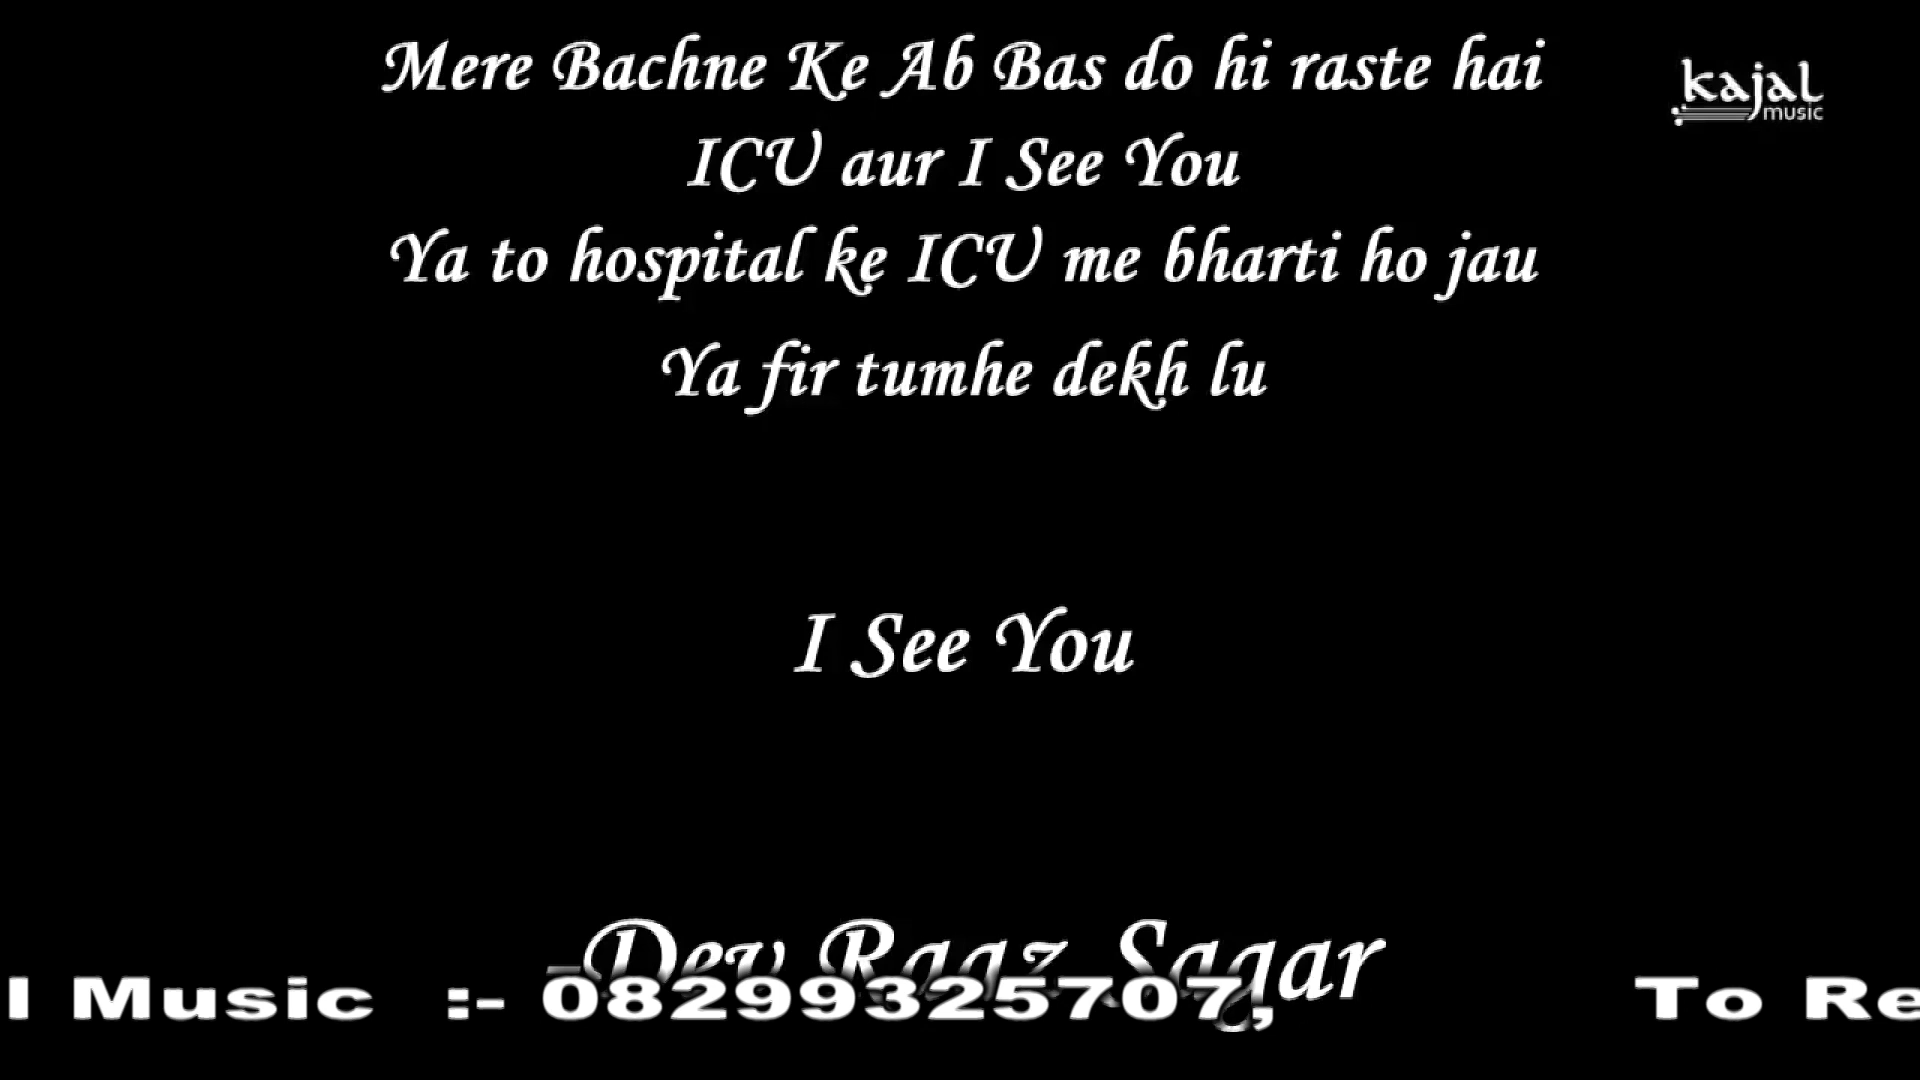 Mere Bachne Ke Ab Bas do hi raste hai
kajal
music
ICU aur I See You
Ya to hospital ke ICU me bharti ho jau
Ya fir tumhe dekh lu
I See You
Dev Raaz Sagar
l Music :- 08299325707, To Re